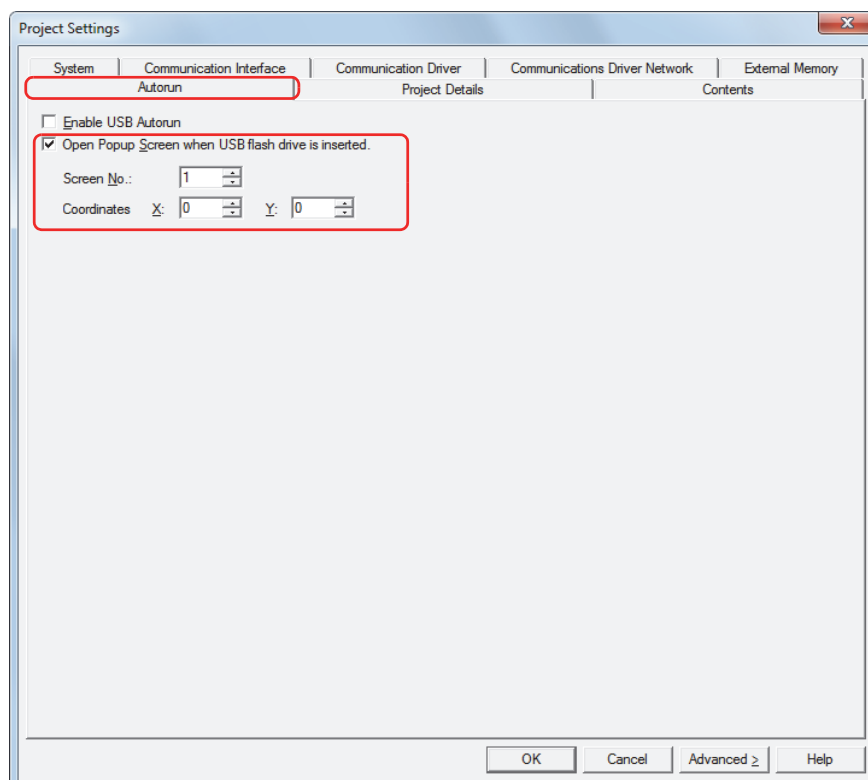 Project Settings
System Communication Interface Communication Driver Communications Driver Network External Memory
Autorun Project Details Contents
Enable USB Autorun
Open Popup Screen when USB flash drive is inserted.
Screen No.: 1
Coordinates X: 0 Y: 0
OK Cancel Advanced > Help